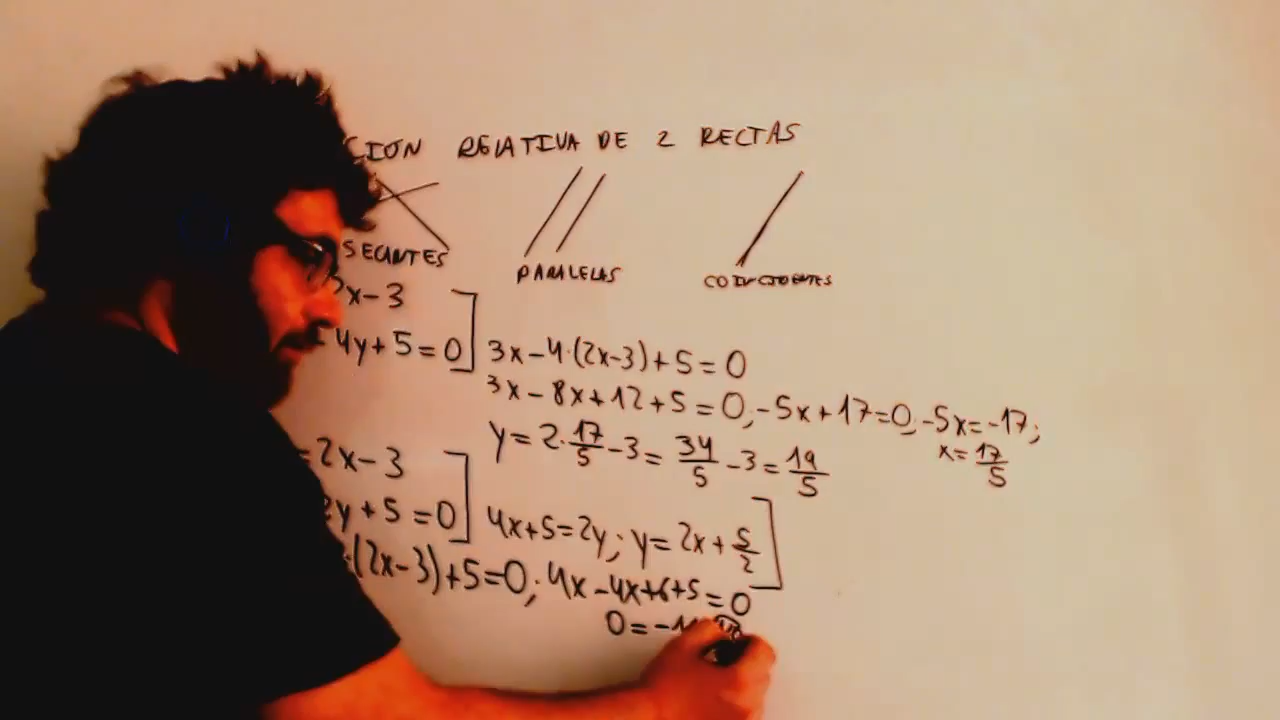 CION RELATIVA DE 2 RECTAS
SECANTES PARALELAS COINCIDENTES
2x-3
4y+5=0
3x-4·(2x-3)+5=0
3x-8x+12+5=0, -5x+17=0; -5x=-17;
x=17/5
y=2·17/5-3=34/5-3=19/5
=2x-3
2y+5=0
4x+5=2y; y=2x+5/2
·(2x-3)+5=0; 4x-4x+6+5=0
0=-11